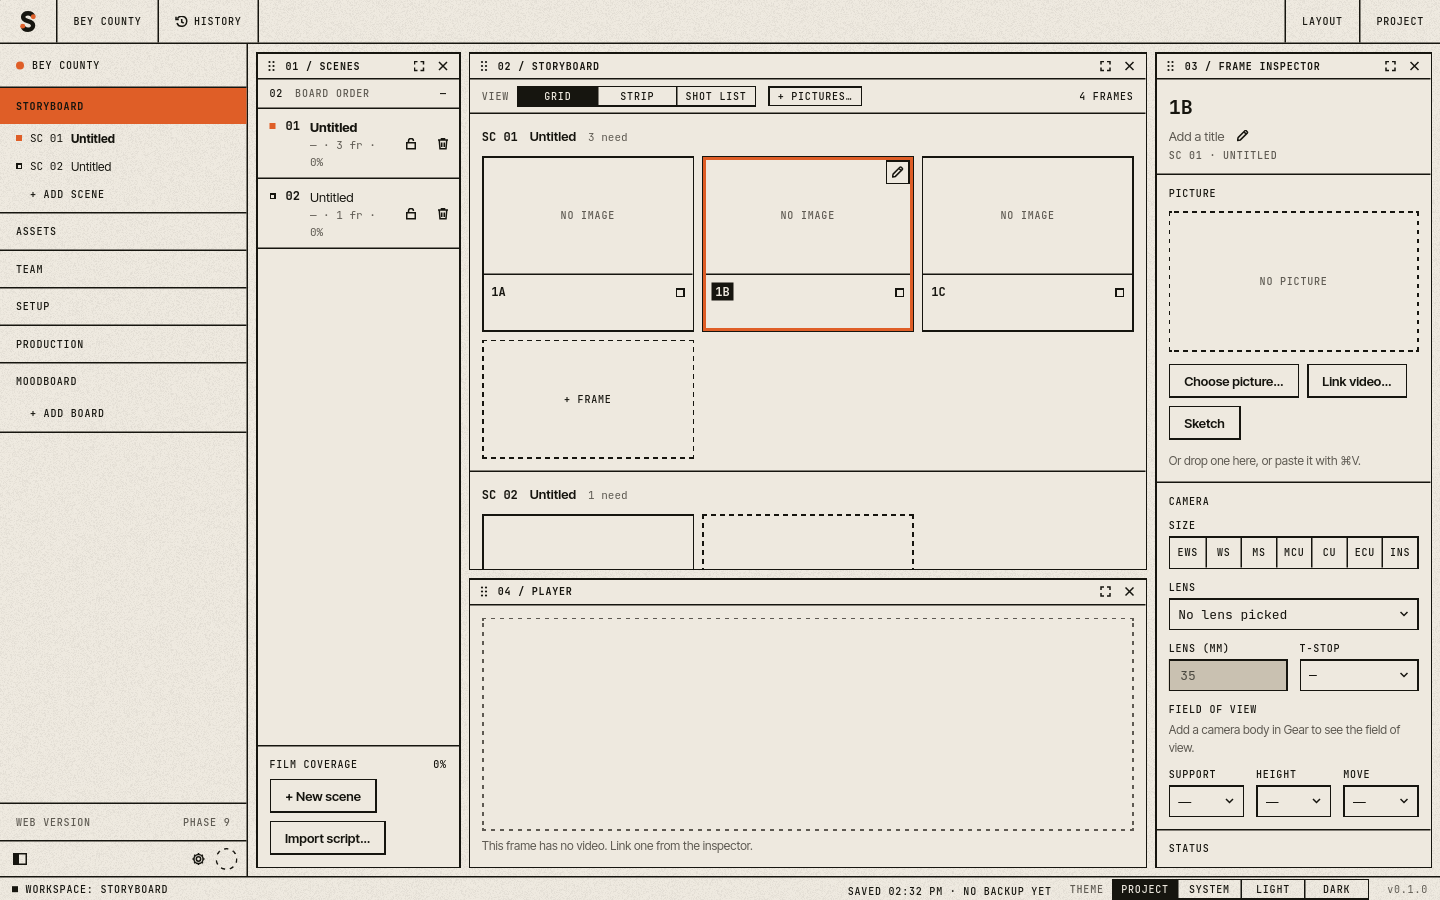 S
BEY COUNTY
HISTORY
LAYOUT
PROJECT
BEY COUNTY
STORYBOARD
SC 01 Untitled
SC 02 Untitled
+ ADD SCENE
ASSETS
TEAM
SETUP
PRODUCTION
MOODBOARD
+ ADD BOARD
WEB VERSION PHASE 9
01 / SCENES
02 BOARD ORDER —
01 Untitled
— · 3 fr ·
0%
02 Untitled
— · 1 fr ·
0%
FILM COVERAGE 0%
+ New scene
Import script…
02 / STORYBOARD
VIEW GRID STRIP SHOT LIST + PICTURES… 4 FRAMES
SC 01 Untitled 3 need
NO IMAGE NO IMAGE NO IMAGE
1A 1B 1C
+ FRAME
SC 02 Untitled 1 need
04 / PLAYER
This frame has no video. Link one from the inspector.
03 / FRAME INSPECTOR
1B
Add a title
SC 01 · UNTITLED
PICTURE
NO PICTURE
Choose picture… Link video…
Sketch
Or drop one here, or paste it with ⌘V.
CAMERA
SIZE
EWS WS MS MCU CU ECU INS
LENS
No lens picked
LENS (MM) T-STOP
35 —
FIELD OF VIEW
Add a camera body in Gear to see the field of
view.
SUPPORT HEIGHT MOVE
— — —
STATUS
WORKSPACE: STORYBOARD
SAVED 02:32 PM · NO BACKUP YET THEME PROJECT SYSTEM LIGHT DARK v0.1.0